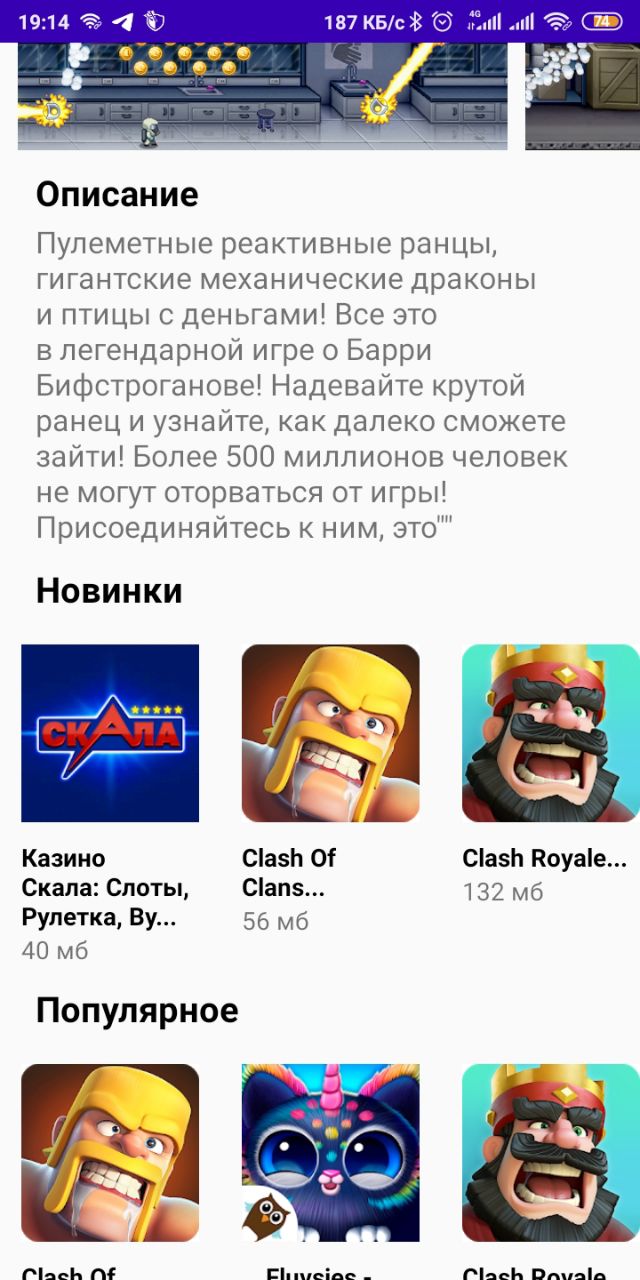 19:14 187 КБ/с 4G 74
Описание
Пулеметные реактивные ранцы,
гигантские механические драконы
и птицы с деньгами! Все это
в легендарной игре о Барри
Бифстроганове! Надевайте крутой
ранец и узнайте, как далеко сможете
зайти! Более 500 миллионов человек
не могут оторваться от игры!
Присоединяйтесь к ним, это""
Новинки
СКАЛА
Казино
Скала: Слоты,
Рулетка, Ву...
40 мб
Clash Of
Clans...
56 мб
Clash Royale...
132 мб
Популярное
Clash Of
Fluvsies -
Clash Royale